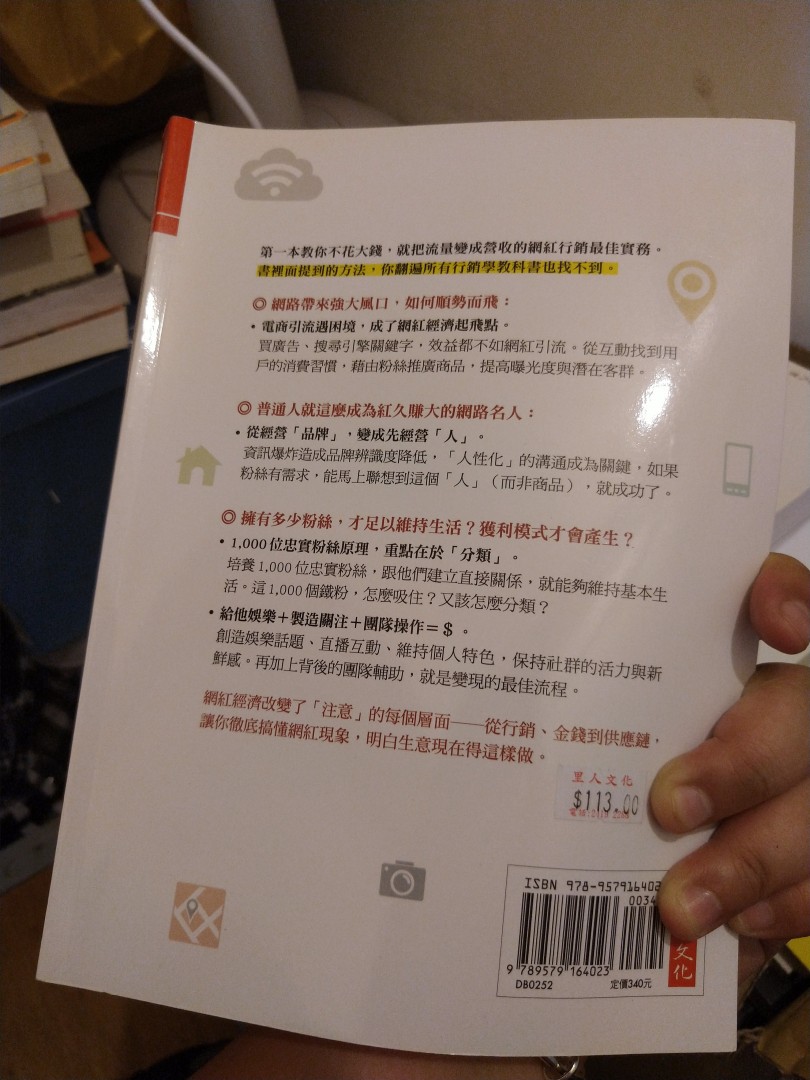 第一本教你不花大錢，就把流量變成營收的網紅行銷最佳實務。
書裡面提到的方法，你翻遍所有行銷學教科書也找不到。
◎ 網路帶來強大風口，如何順勢而飛：
• 電商引流遇困境，成了網紅經濟起飛點。
買廣告、搜尋引擎關鍵字，效益都不如網紅引流。從互動找到用
戶的消費習慣，藉由粉絲推廣商品，提高曝光度與潛在客群。
◎ 普通人就這麼成為紅久賺大的網路名人：
• 從經營「品牌」，變成先經營「人」。
資訊爆炸造成品牌辨識度降低，「人性化」的溝通成為關鍵，如果
粉絲有需求，能馬上聯想到這個「人」（而非商品），就成功了。
◎ 擁有多少粉絲，才足以維持生活？獲利模式才會產生？
• 1,000 位忠實粉絲原理，重點在於「分類」。
培養 1,000 位忠實粉絲，跟他們建立直接關係，就能夠維持基本生
活。這 1,000 個鐵粉，怎麼吸住？又該怎麼分類？
• 給他娛樂＋製造關注＋團隊操作＝＄。
創造娛樂話題、直播互動、維持個人特色，保持社群的活力與新
鮮感。再加上背後的團隊輔助，就是變現的最佳流程。
網紅經濟改變了「注意」的每個層面——從行銷、金錢到供應鏈，
讓你徹底搞懂網紅現象，明白生意現在得這樣做。
里人文化
$113.00
電話:
ISBN 978-957916402
0034
9 789579 164023
DB0252 定價340元
文化